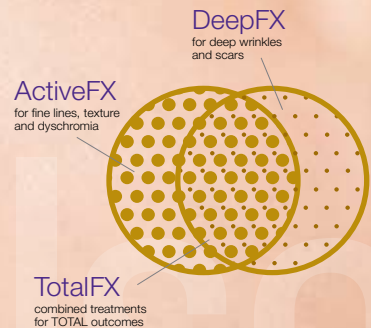 DeepFX
for deep wrinkles
and scars
ActiveFX
for fine lines, texture
and dyschromia
TotalFX
combined treatments
for TOTAL outcomes